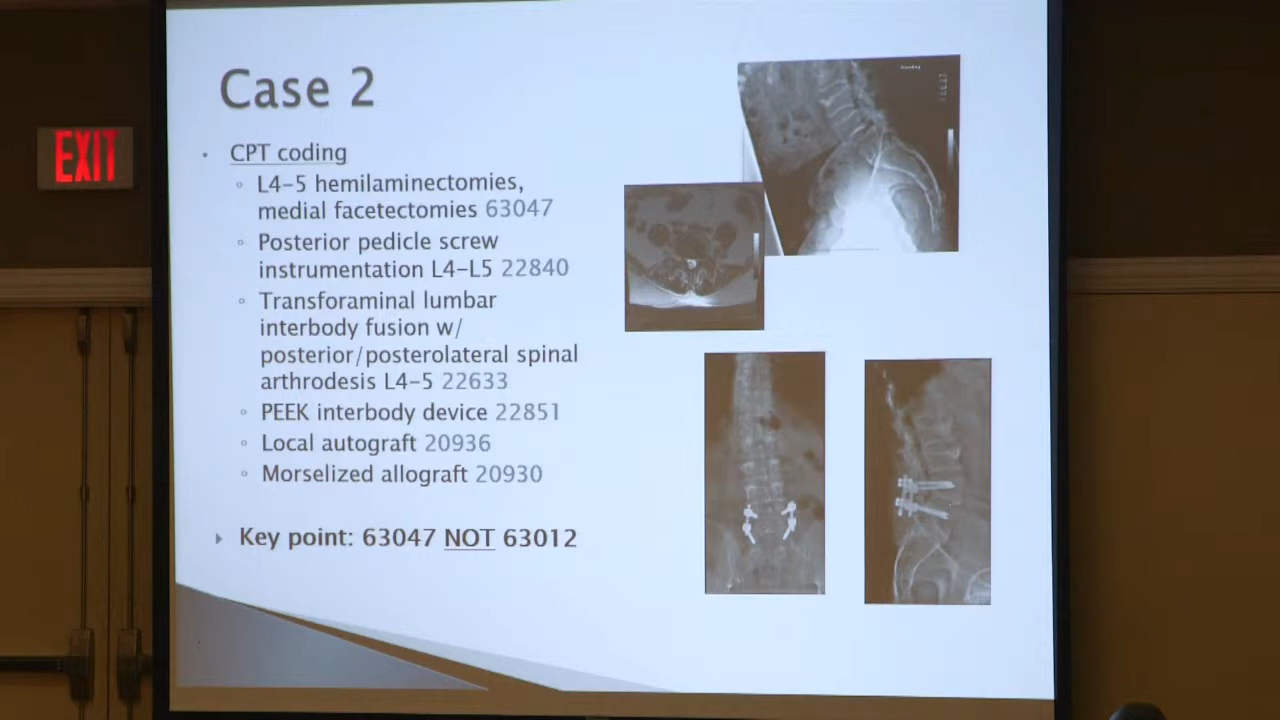 EXIT
Case 2
CPT coding
L4-5 hemilaminectomies,
medial facetectomies 63047
Posterior pedicle screw
instrumentation L4-L5 22840
Transforaminal lumbar
interbody fusion w/
posterior/posterolateral spinal
arthrodesis L4-5 22633
PEEK interbody device 22851
Local autograft 20936
Morselized allograft 20930
Key point: 63047 NOT 63012